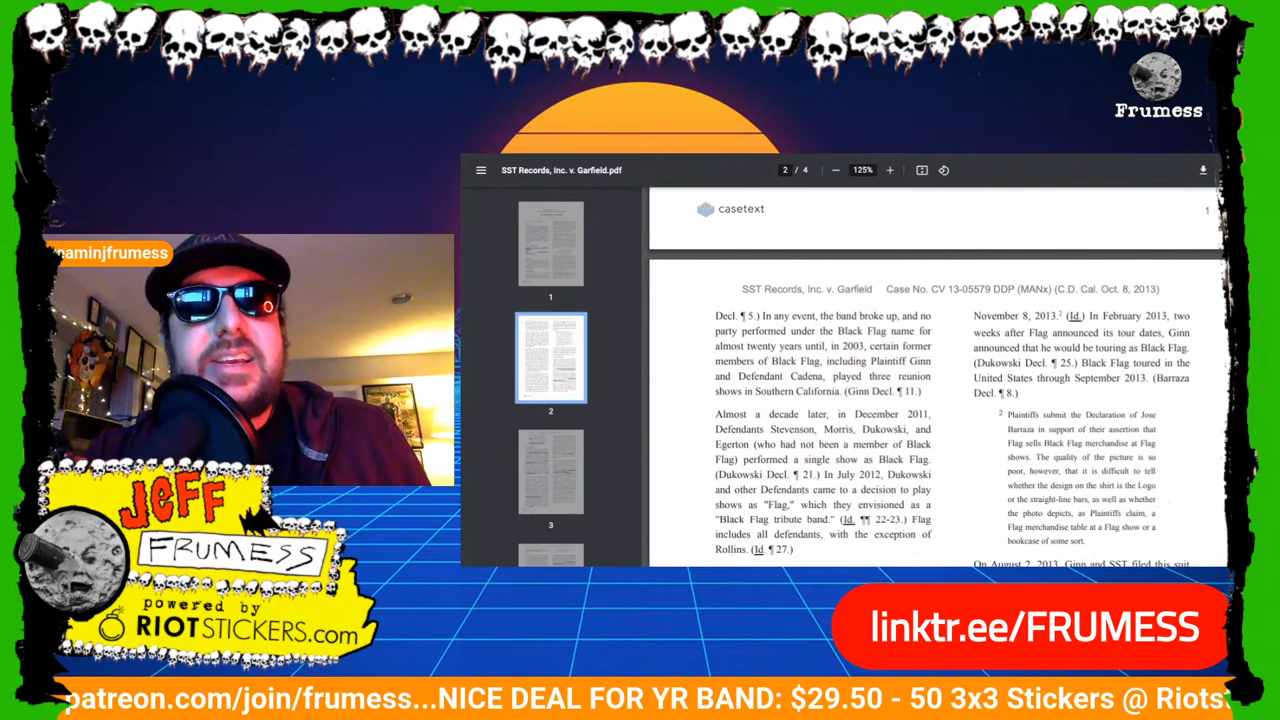 Frumess
SST Records, Inc. v. Garfield.pdf
2 / 4
125%
casetext
1
SST Records, Inc. v. Garfield Case No. CV 13-05579 DDP (MANx) (C.D. Cal. Oct. 8, 2013)
Decl. ¶ 5.) In any event, the band broke up, and no
party performed under the Black Flag name for
almost twenty years until, in 2003, certain former
members of Black Flag, including Plaintiff Ginn
and Defendant Cadena, played three reunion
shows in Southern California. (Ginn Decl. ¶ 11.)
Almost a decade later, in December 2011,
Defendants Stevenson, Morris, Dukowski, and
Egerton (who had not been a member of Black
Flag) performed a single show as Black Flag.
(Dukowski Decl. ¶ 21.) In July 2012, Dukowski
and other Defendants came to a decision to play
shows as "Flag," which they envisioned as a
"Black Flag tribute band." (Id. ¶¶ 22-23.) Flag
includes all defendants, with the exception of
Rollins. (Id. ¶ 27.)
November 8, 2013.2 (Id.) In February 2013, two
weeks after Flag announced its tour dates, Ginn
announced that he would be touring as Black Flag.
(Dukowski Decl. ¶ 25.) Black Flag toured in the
United States through September 2013. (Barraza
Decl. ¶ 8.)
2 Plaintiffs submit the Declaration of Jose
Barraza in support of their assertion that
Flag sells Black Flag merchandise at Flag
shows. The quality of the picture is so
poor, however, that it is difficult to tell
whether the design on the shirt is the Logo
or the straight-line bars, as well as whether
the photo depicts, as Plaintiffs claim, a
Flag merchandise table at a Flag show or a
bookcase of some sort.
On August 2, 2013, Ginn and SST filed this suit
1
2
3
eaminjfrumess
JEFF
FRUMESS
powered by
RIOTSTICKERS.com
linktr.ee/FRUMESS
patreon.com/join/frumess...NICE DEAL FOR YR BAND: $29.50 - 50 3x3 Stickers @ Riots